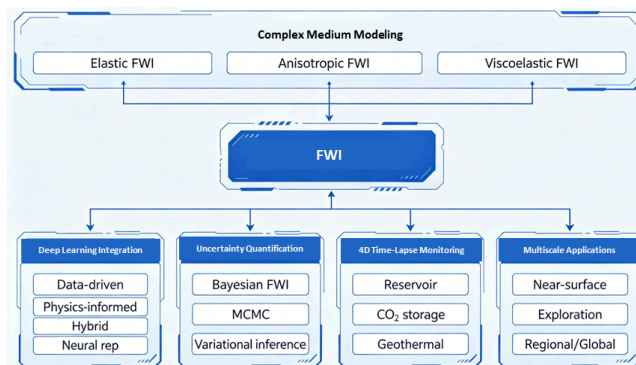 Complex Medium Modeling
Elastic FWI
Anisotropic FWI
Viscoelastic FWI
FWI
Deep Learning Integration
Data-driven
Physics-informed
Hybrid
Neural rep
Uncertainty Quantification
Bayesian FWI
MCMC
Variational inference
4D Time-Lapse Monitoring
Reservoir
CO₂ storage
Geothermal
Multiscale Applications
Near-surface
Exploration
Regional/Global